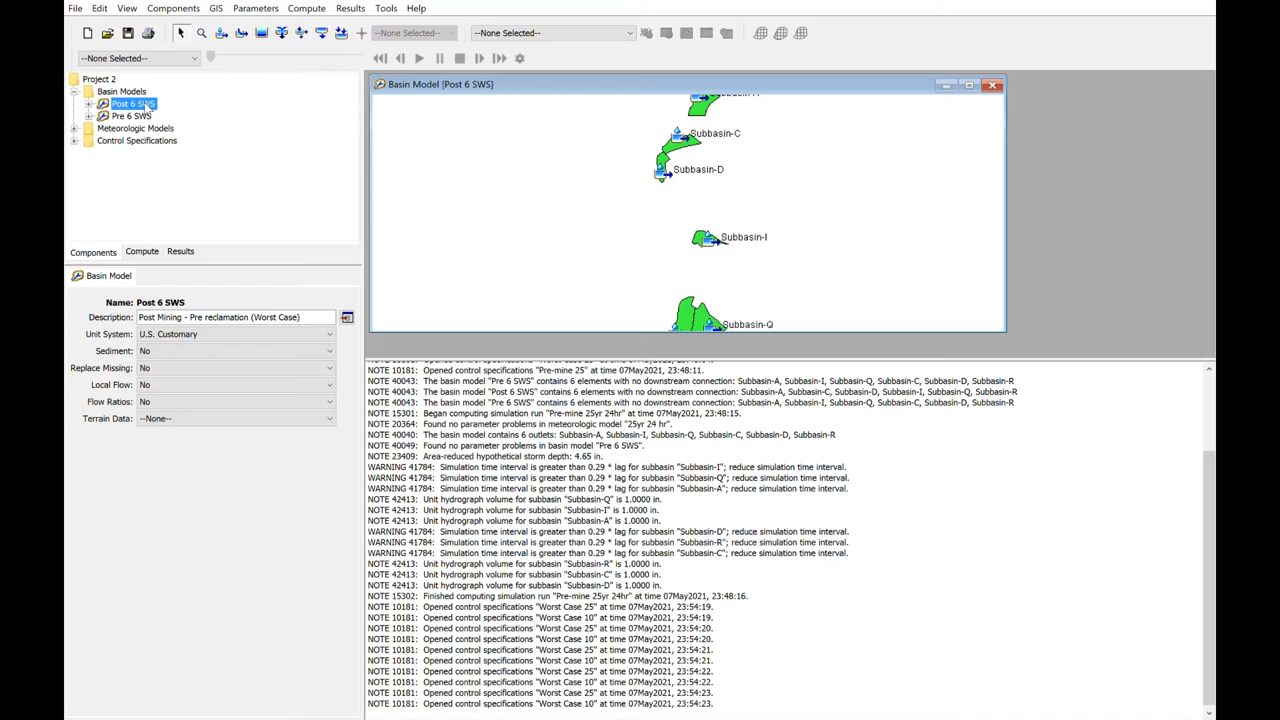 File Edit View Components GIS Parameters Compute Results Tools Help
--None Selected--- --None Selected--
--None Selected--
Project 2
Basin Models
Post 6 SWS
Pre 6 SWS
Meteorologic Models
Control Specifications
Components Compute Results
Basin Model
Name: Post 6 SWS
Description: Post Mining - Pre reclamation (Worst Case)
Unit System: U.S. Customary
Sediment: No
Replace Missing: No
Local Flow: No
Flow Ratios: No
Terrain Data: --None--
Basin Model [Post 6 SWS]
Subbasin-C
Subbasin-D
Subbasin-I
Subbasin-Q
NOTE 10181: Opened control specifications "Pre-mine 25" at time 07May2021, 23:48:11.
NOTE 40043: The basin model "Pre 6 SWS" contains 6 elements with no downstream connection: Subbasin-A, Subbasin-I, Subbasin-Q, Subbasin-C, Subbasin-D, Subbasin-R
NOTE 40043: The basin model "Post 6 SWS" contains 6 elements with no downstream connection: Subbasin-A, Subbasin-I, Subbasin-Q, Subbasin-C, Subbasin-D, Subbasin-R
NOTE 40043: The basin model "Pre 6 SWS" contains 6 elements with no downstream connection: Subbasin-A, Subbasin-I, Subbasin-Q, Subbasin-C, Subbasin-D, Subbasin-R
NOTE 15301: Began computing simulation run "Pre-mine 25yr 24hr" at time 07May2021, 23:48:15.
NOTE 20364: Found no parameter problems in meteorologic model "25yr 24 hr".
NOTE 40040: The basin model contains 6 outlets: Subbasin-A, Subbasin-I, Subbasin-Q, Subbasin-C, Subbasin-D, Subbasin-R
NOTE 40049: Found no parameter problems in basin model "Pre 6 SWS".
NOTE 23409: Area-reduced hypothetical storm depth: 4.65 in.
WARNING 41784: Simulation time interval is greater than 0.29 * lag for subbasin "Subbasin-I"; reduce simulation time interval.
WARNING 41784: Simulation time interval is greater than 0.29 * lag for subbasin "Subbasin-Q"; reduce simulation time interval.
WARNING 41784: Simulation time interval is greater than 0.29 * lag for subbasin "Subbasin-A"; reduce simulation time interval.
NOTE 42413: Unit hydrograph volume for subbasin "Subbasin-Q" is 1.0000 in.
NOTE 42413: Unit hydrograph volume for subbasin "Subbasin-I" is 1.0000 in.
NOTE 42413: Unit hydrograph volume for subbasin "Subbasin-A" is 1.0000 in.
WARNING 41784: Simulation time interval is greater than 0.29 * lag for subbasin "Subbasin-D"; reduce simulation time interval.
WARNING 41784: Simulation time interval is greater than 0.29 * lag for subbasin "Subbasin-R"; reduce simulation time interval.
WARNING 41784: Simulation time interval is greater than 0.29 * lag for subbasin "Subbasin-C"; reduce simulation time interval.
NOTE 42413: Unit hydrograph volume for subbasin "Subbasin-R" is 1.0000 in.
NOTE 42413: Unit hydrograph volume for subbasin "Subbasin-C" is 1.0000 in.
NOTE 42413: Unit hydrograph volume for subbasin "Subbasin-D" is 1.0000 in.
NOTE 15302: Finished computing simulation run "Pre-mine 25yr 24hr" at time 07May2021, 23:48:16.
NOTE 10181: Opened control specifications "Worst Case 25" at time 07May2021, 23:54:19.
NOTE 10181: Opened control specifications "Worst Case 10" at time 07May2021, 23:54:19.
NOTE 10181: Opened control specifications "Worst Case 25" at time 07May2021, 23:54:20.
NOTE 10181: Opened control specifications "Worst Case 10" at time 07May2021, 23:54:20.
NOTE 10181: Opened control specifications "Worst Case 25" at time 07May2021, 23:54:21.
NOTE 10181: Opened control specifications "Worst Case 10" at time 07May2021, 23:54:21.
NOTE 10181: Opened control specifications "Worst Case 25" at time 07May2021, 23:54:22.
NOTE 10181: Opened control specifications "Worst Case 10" at time 07May2021, 23:54:22.
NOTE 10181: Opened control specifications "Worst Case 25" at time 07May2021, 23:54:23.
NOTE 10181: Opened control specifications "Worst Case 10" at time 07May2021, 23:54:23.